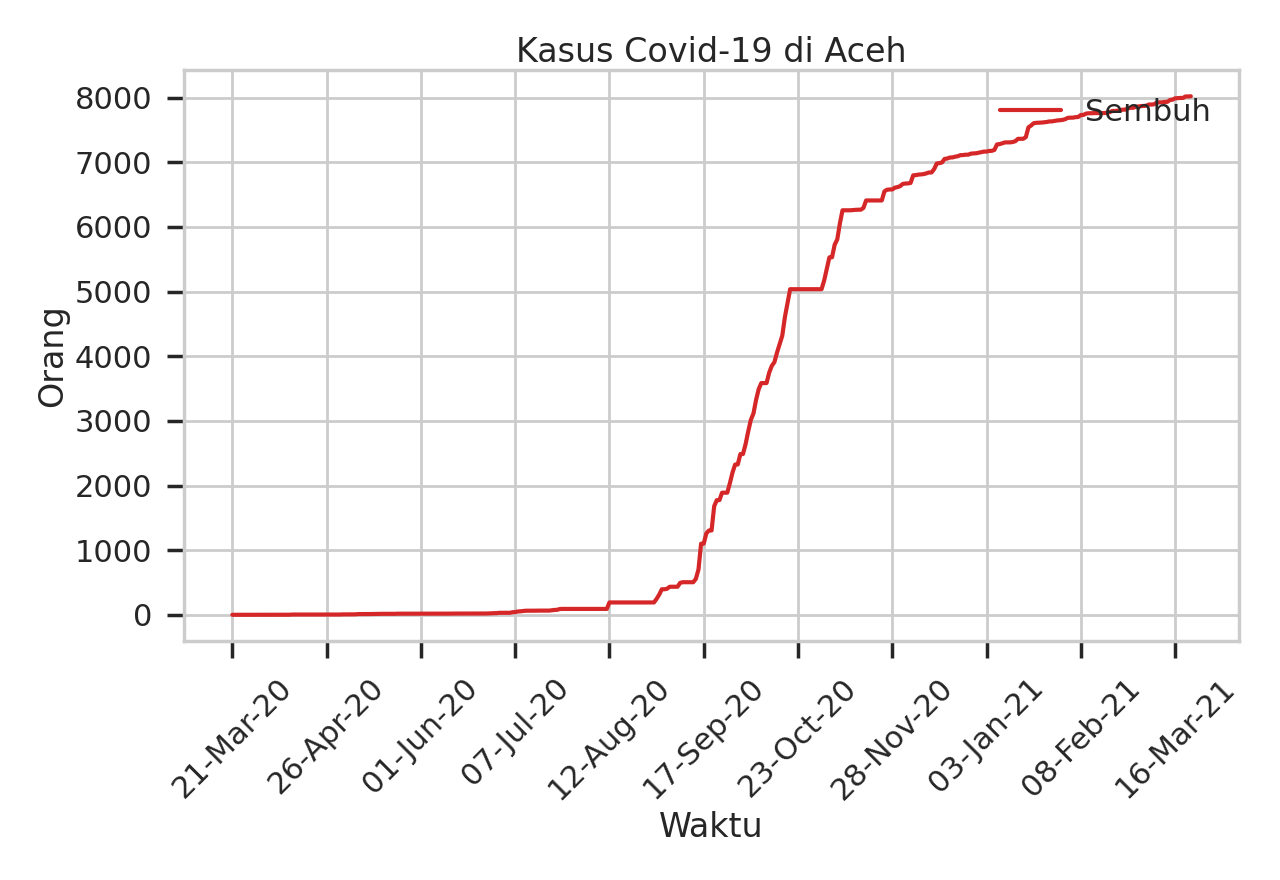 Kasus Covid-19 di Aceh
Sembuh
Orang
8000
7000
6000
5000
4000
3000
2000
1000
0
21-Mar-20
26-Apr-20
01-Jun-20
07-Jul-20
12-Aug-20
17-Sep-20
23-Oct-20
28-Nov-20
03-Jan-21
08-Feb-21
16-Mar-21
Waktu